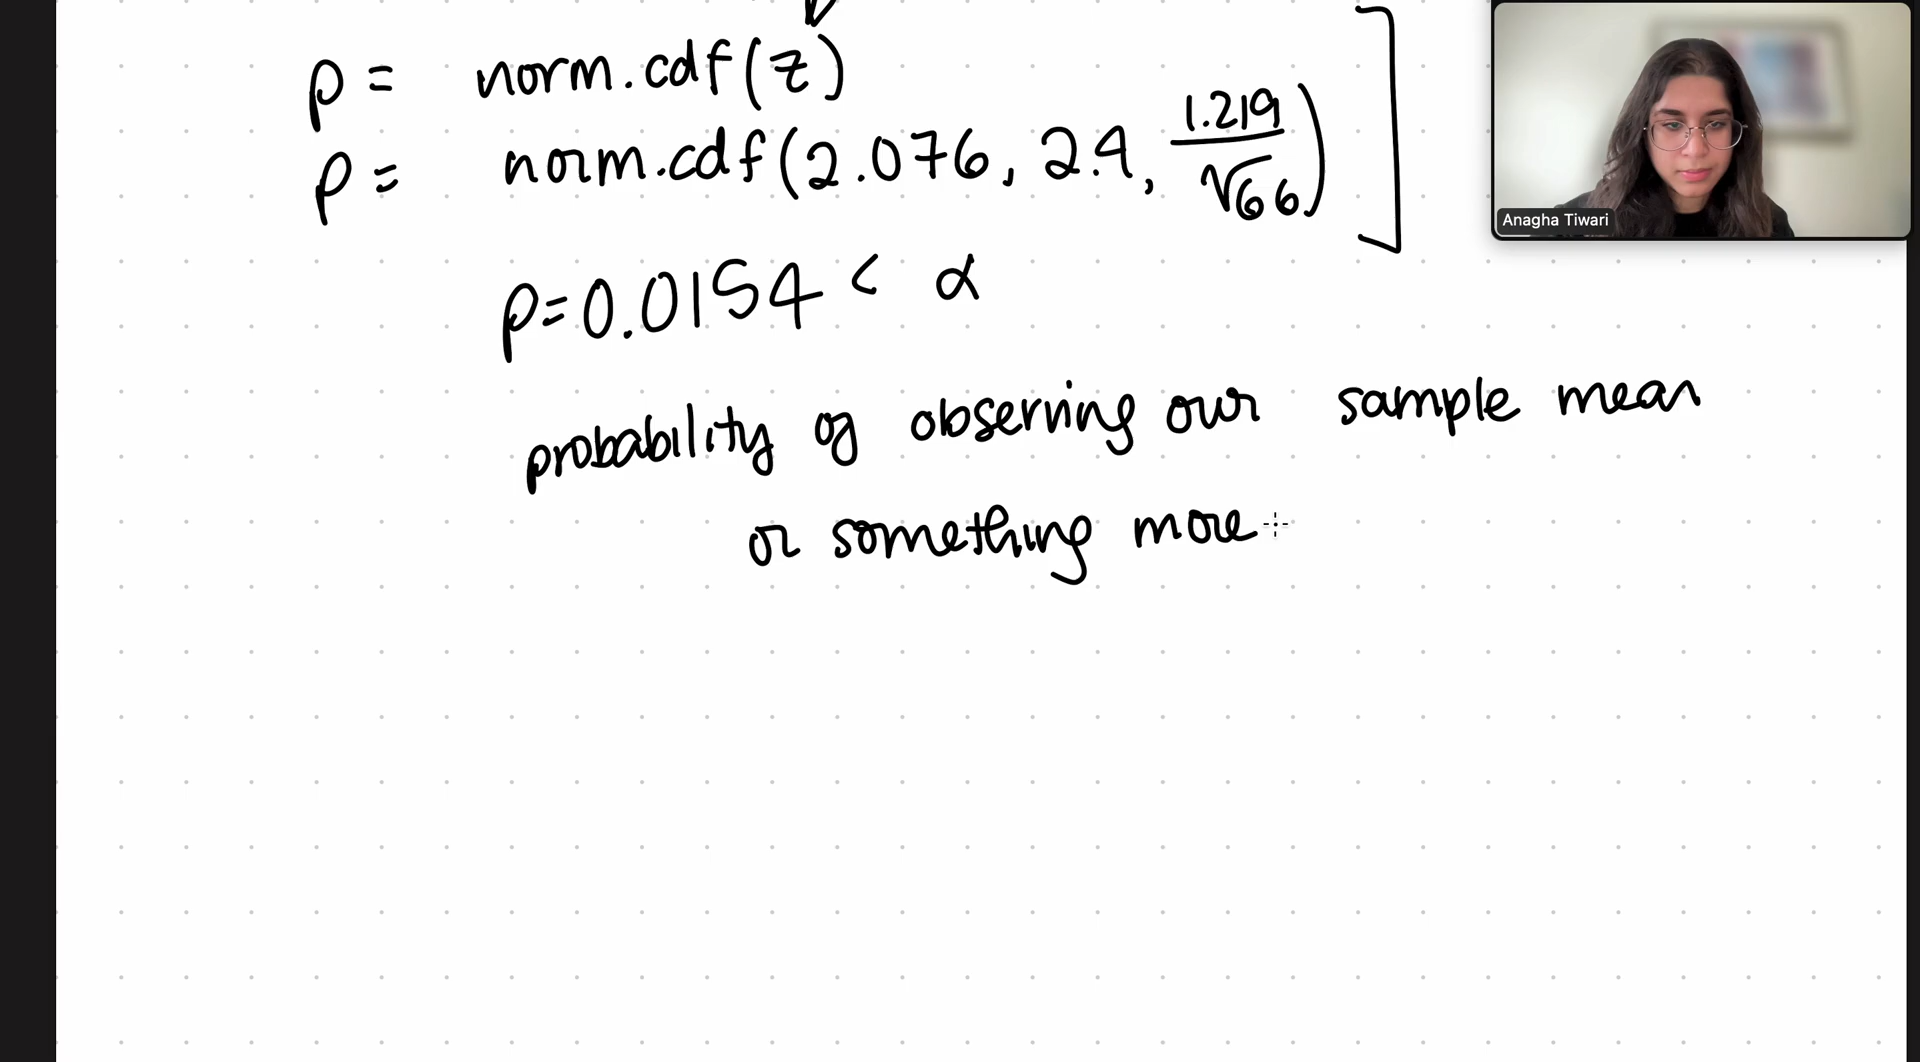 p = norm.cdf(z)
p = norm.cdf(2.076, 2.4, 1.219/√66)
p=0.0154 < α
probability of observing our sample mean
or something more
Anagha Tiwari